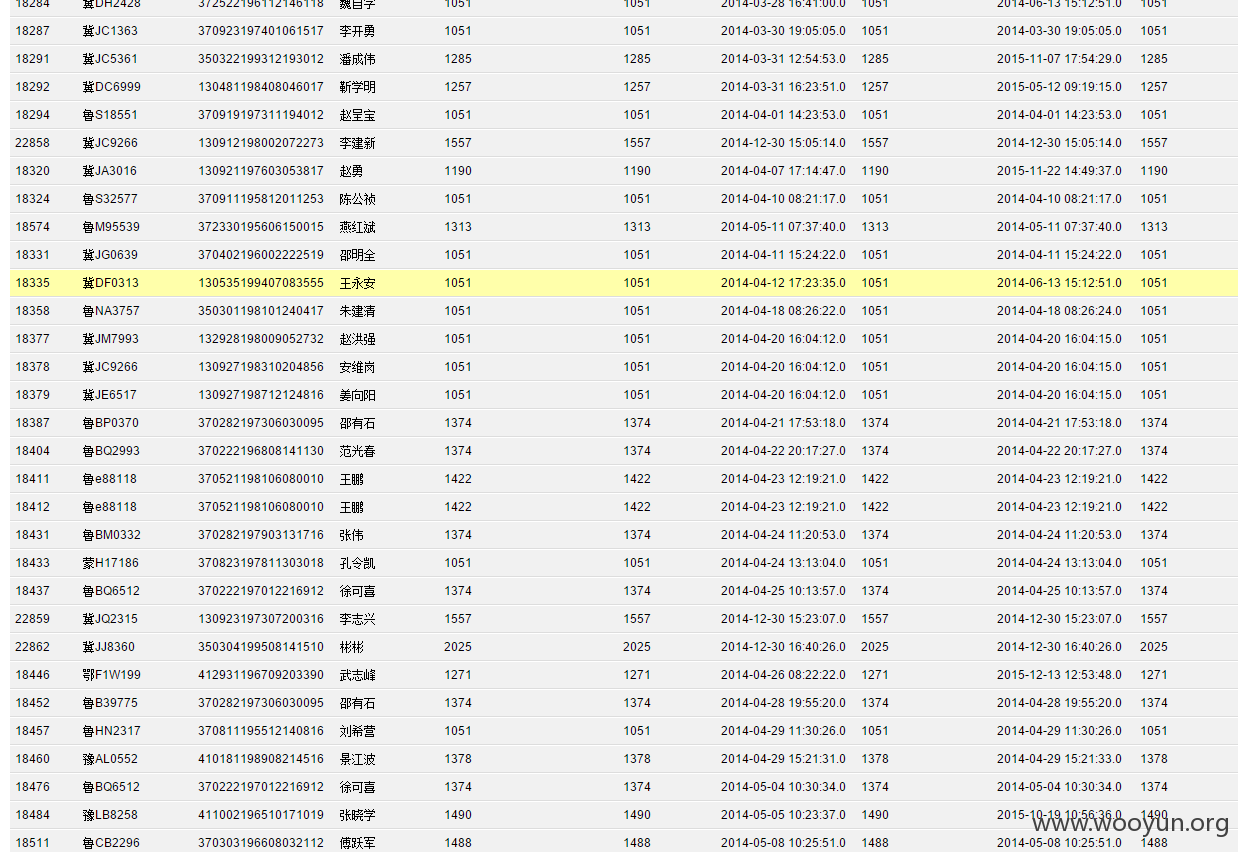 18284 冀DH2428 372522196112146118 魏自学 1051 1051 2014-03-28 16:41:00.0 1051 2014-06-13 15:12:51.0 1051
18287 冀JC1363 370923197401061517 李开勇 1051 1051 2014-03-30 19:05:05.0 1051 2014-03-30 19:05:05.0 1051
18291 冀JC5361 350322199312193012 潘成伟 1285 1285 2014-03-31 12:54:53.0 1285 2015-11-07 17:54:29.0 1285
18292 冀DC6999 130481198408046017 靳学明 1257 1257 2014-03-31 16:23:51.0 1257 2015-05-12 09:19:15.0 1257
18294 鲁S18551 370919197311194012 赵呈宝 1051 1051 2014-04-01 14:23:53.0 1051 2014-04-01 14:23:53.0 1051
22858 冀JC9266 130912198002072273 李建新 1557 1557 2014-12-30 15:05:14.0 1557 2014-12-30 15:05:14.0 1557
18320 冀JA3016 130921197603053817 赵勇 1190 1190 2014-04-07 17:14:47.0 1190 2015-11-22 14:49:37.0 1190
18324 鲁S32577 370911195812011253 陈公祯 1051 1051 2014-04-10 08:21:17.0 1051 2014-04-10 08:21:17.0 1051
18574 鲁M95539 372330195606150015 燕红斌 1313 1313 2014-05-11 07:37:40.0 1313 2014-05-11 07:37:40.0 1313
18331 冀JG0639 370402196002222519 邵明全 1051 1051 2014-04-11 15:24:22.0 1051 2014-04-11 15:24:22.0 1051
18335 冀DF0313 130535199407083555 王永安 1051 1051 2014-04-12 17:23:35.0 1051 2014-06-13 15:12:51.0 1051
18358 鲁NA3757 350301198101240417 朱建清 1051 1051 2014-04-18 08:26:22.0 1051 2014-04-18 08:26:24.0 1051
18377 冀JM7993 132928198009052732 赵洪强 1051 1051 2014-04-20 16:04:12.0 1051 2014-04-20 16:04:15.0 1051
18378 冀JC9266 130927198310204856 安维岗 1051 1051 2014-04-20 16:04:12.0 1051 2014-04-20 16:04:15.0 1051
18379 冀JE6517 130927198712124816 姜向阳 1051 1051 2014-04-20 16:04:12.0 1051 2014-04-20 16:04:15.0 1051
18387 鲁BP0370 370282197306030095 邵有石 1374 1374 2014-04-21 17:53:18.0 1374 2014-04-21 17:53:18.0 1374
18404 鲁BQ2993 370222196808141130 范光春 1374 1374 2014-04-22 20:17:27.0 1374 2014-04-22 20:17:27.0 1374
18411 鲁e88118 370521198106080010 王鹏 1422 1422 2014-04-23 12:19:21.0 1422 2014-04-23 12:19:21.0 1422
18412 鲁e88118 370521198106080010 王鹏 1422 1422 2014-04-23 12:19:21.0 1422 2014-04-23 12:19:21.0 1422
18431 鲁BM0332 370282197903131716 张伟 1374 1374 2014-04-24 11:20:53.0 1374 2014-04-24 11:20:53.0 1374
18433 蒙H17186 370823197811303018 孔令凯 1051 1051 2014-04-24 13:13:04.0 1051 2014-04-24 13:13:04.0 1051
18437 鲁BQ6512 370222197012216912 徐可喜 1374 1374 2014-04-25 10:13:57.0 1374 2014-04-25 10:13:57.0 1374
22859 冀JQ2315 130923197307200316 李志兴 1557 1557 2014-12-30 15:23:07.0 1557 2014-12-30 15:23:07.0 1557
22862 冀JJ8360 350304199508141510 彬彬 2025 2025 2014-12-30 16:40:26.0 2025 2014-12-30 16:40:26.0 2025
18446 鄂F1W199 412931196709203390 武志峰 1271 1271 2014-04-26 08:22:22.0 1271 2015-12-13 12:53:48.0 1271
18452 鲁B39775 370282197306030095 邵有石 1374 1374 2014-04-28 19:55:20.0 1374 2014-04-28 19:55:20.0 1374
18457 鲁HN2317 370811195512140816 刘希营 1051 1051 2014-04-29 11:30:26.0 1051 2014-04-29 11:30:26.0 1051
18460 豫AL0552 410181198908214516 景江波 1378 1378 2014-04-29 15:21:31.0 1378 2014-04-29 15:21:33.0 1378
18476 鲁BQ6512 370222197012216912 徐可喜 1374 1374 2014-05-04 10:30:34.0 1374 2014-05-04 10:30:34.0 1374
18484 豫LB8258 411002196510171019 张晓学 1490 1490 2014-05-05 10:23:37.0 1490 2015-10-19 10:56:36.0 1490
www.wooyun.org
18511 鲁CB2296 370303196608032112 傅跃军 1488 1488 2014-05-08 10:25:51.0 1488 2014-05-08 10:25:51.0 1488